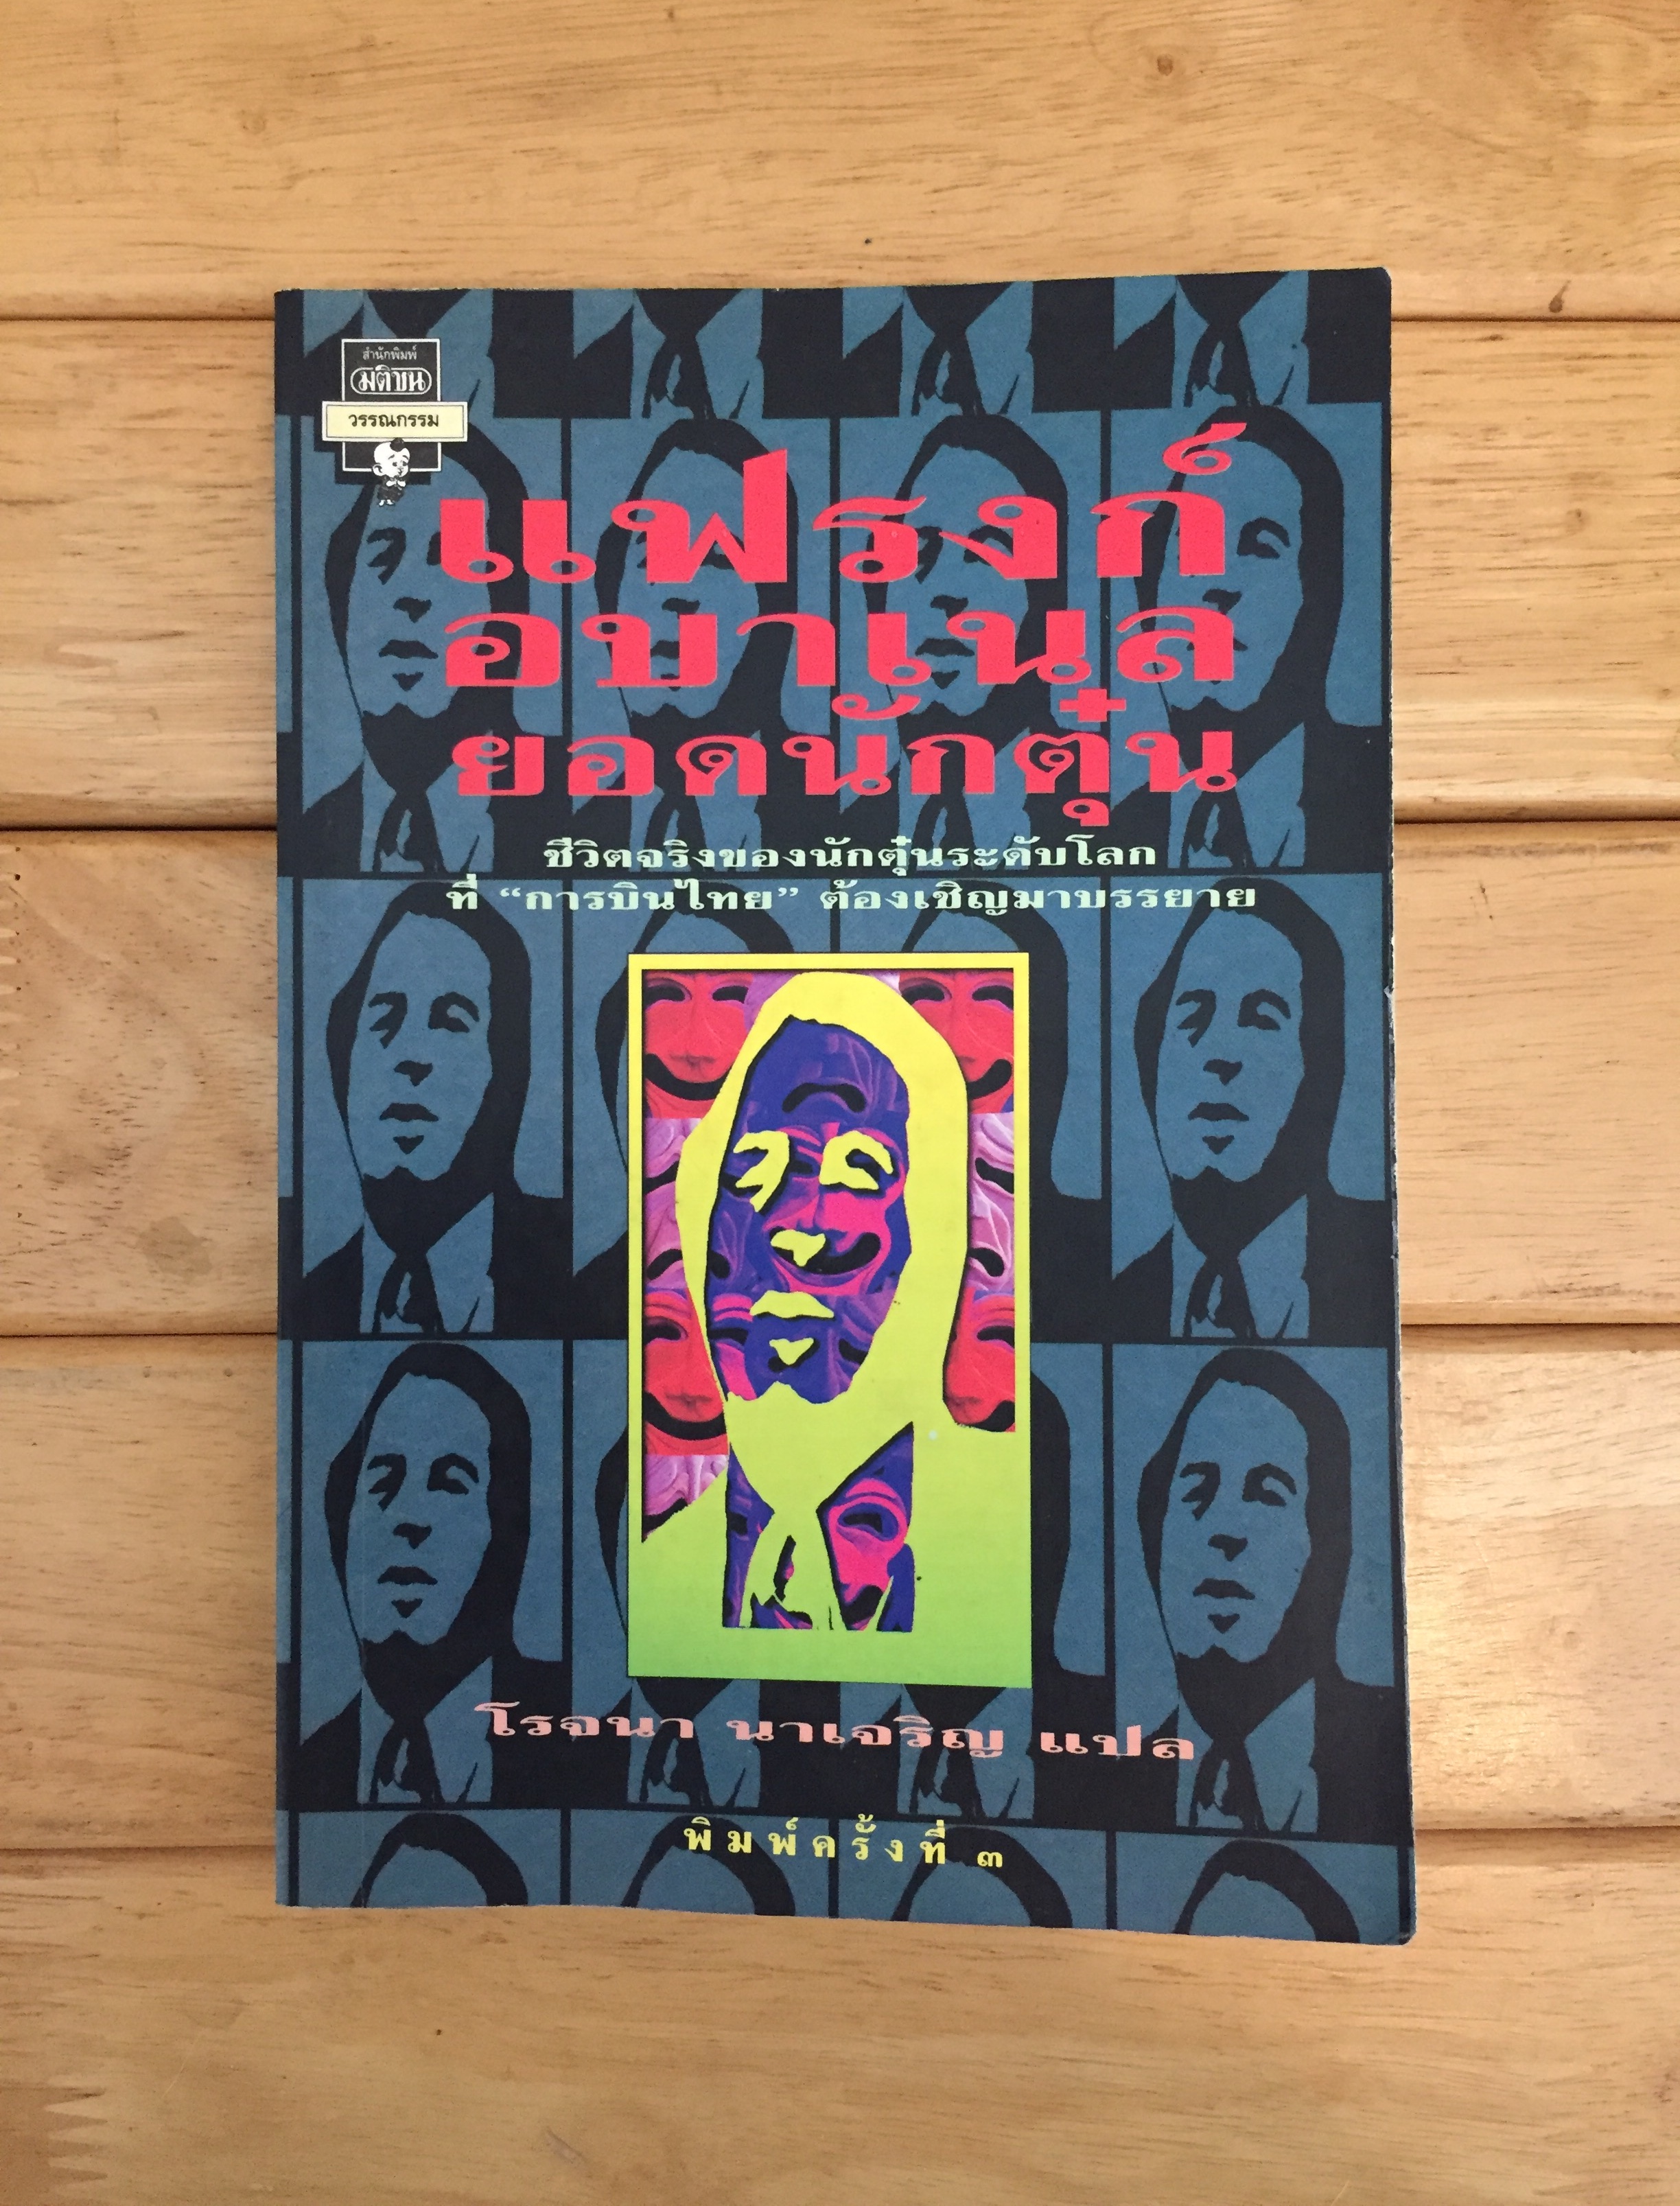 สำนักพิมพ์
มติชน
วรรณกรรม
แฟรงก์
อบาเนล
ยอดนักตุ๋น
ชีวิตจริงของนักตุ๋นระดับโลก
ที่ “การบินไทย” ต้องเชิญมาบรรยาย
โรจนา นาเจริญ แปล
พิมพ์ครั้งที่ ๓